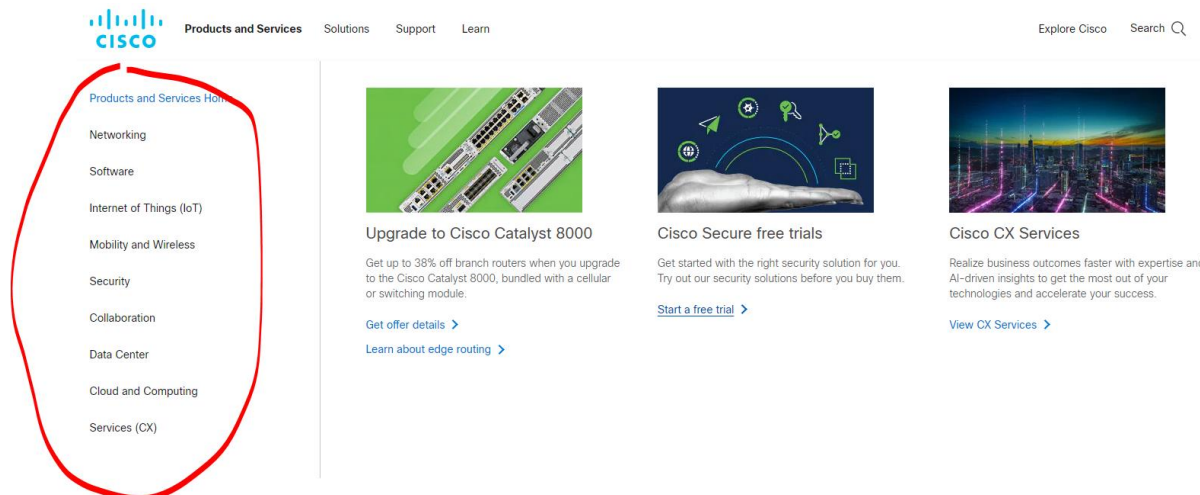 CISCO
Products and Services
Solutions
Support
Learn
Explore Cisco
Search
Products and Services Home
Networking
Software
Internet of Things (IoT)
Mobility and Wireless
Security
Collaboration
Data Center
Cloud and Computing
Services (CX)
Upgrade to Cisco Catalyst 8000
Get up to 38% off branch routers when you upgrade
to the Cisco Catalyst 8000, bundled with a cellular
or switching module.
Get offer details
Learn about edge routing
Cisco Secure free trials
Get started with the right security solution for you.
Try out our security solutions before you buy them.
Start a free trial
Cisco CX Services
Realize business outcomes faster with expertise and
AI-driven insights to get the most out of your
technologies and accelerate your success.
View CX Services